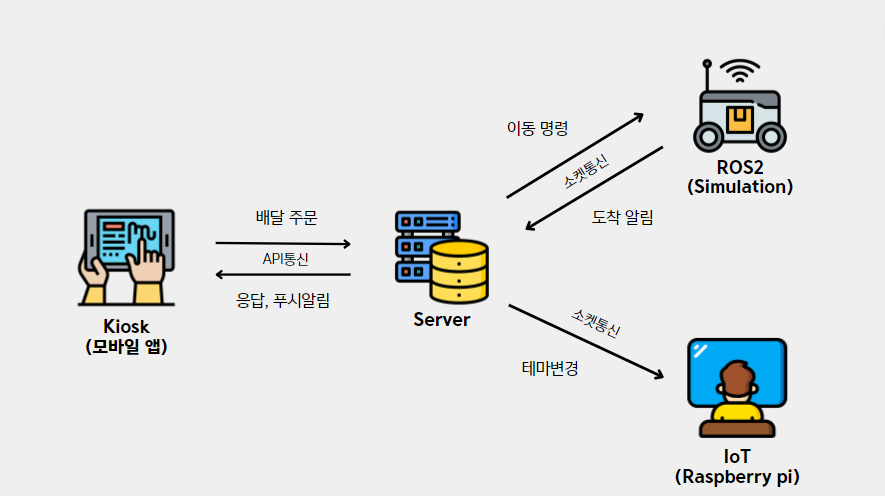 이동 명령
소켓통신
도착 알림
ROS2
(Simulation)
배달 주문
API통신
응답, 푸시알림
Kiosk
(모바일 앱)
Server
소켓통신
테마변경
IoT
(Raspberry pi)